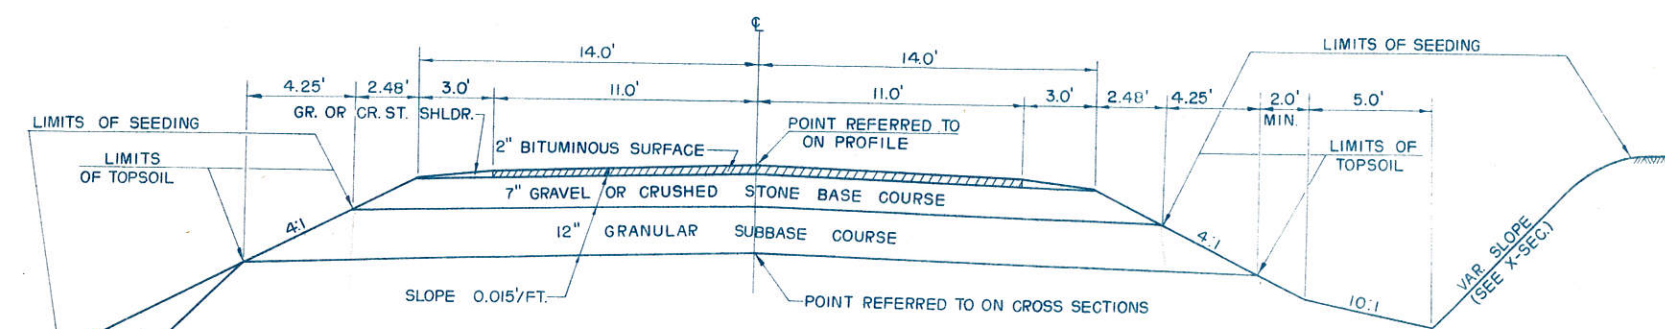 ℄
14.0'
14.0'
LIMITS OF SEEDING
4.25'
2.48'
3.0'
11.0'
11.0'
3.0'
2.48'
4.25'
2.0'
MIN.
5.0'
GR. OR CR. ST. SHLDR.
LIMITS OF SEEDING
POINT REFERRED TO
ON PROFILE
2" BITUMINOUS SURFACE
LIMITS
OF TOPSOIL
LIMITS OF
TOPSOIL
7" GRAVEL OR CRUSHED STONE BASE COURSE
4:1
12" GRANULAR SUBBASE COURSE
4:1
VAR. SLOPE
(SEE X-SEC.)
SLOPE 0.015'/FT.
POINT REFERRED TO ON CROSS SECTIONS
10:1